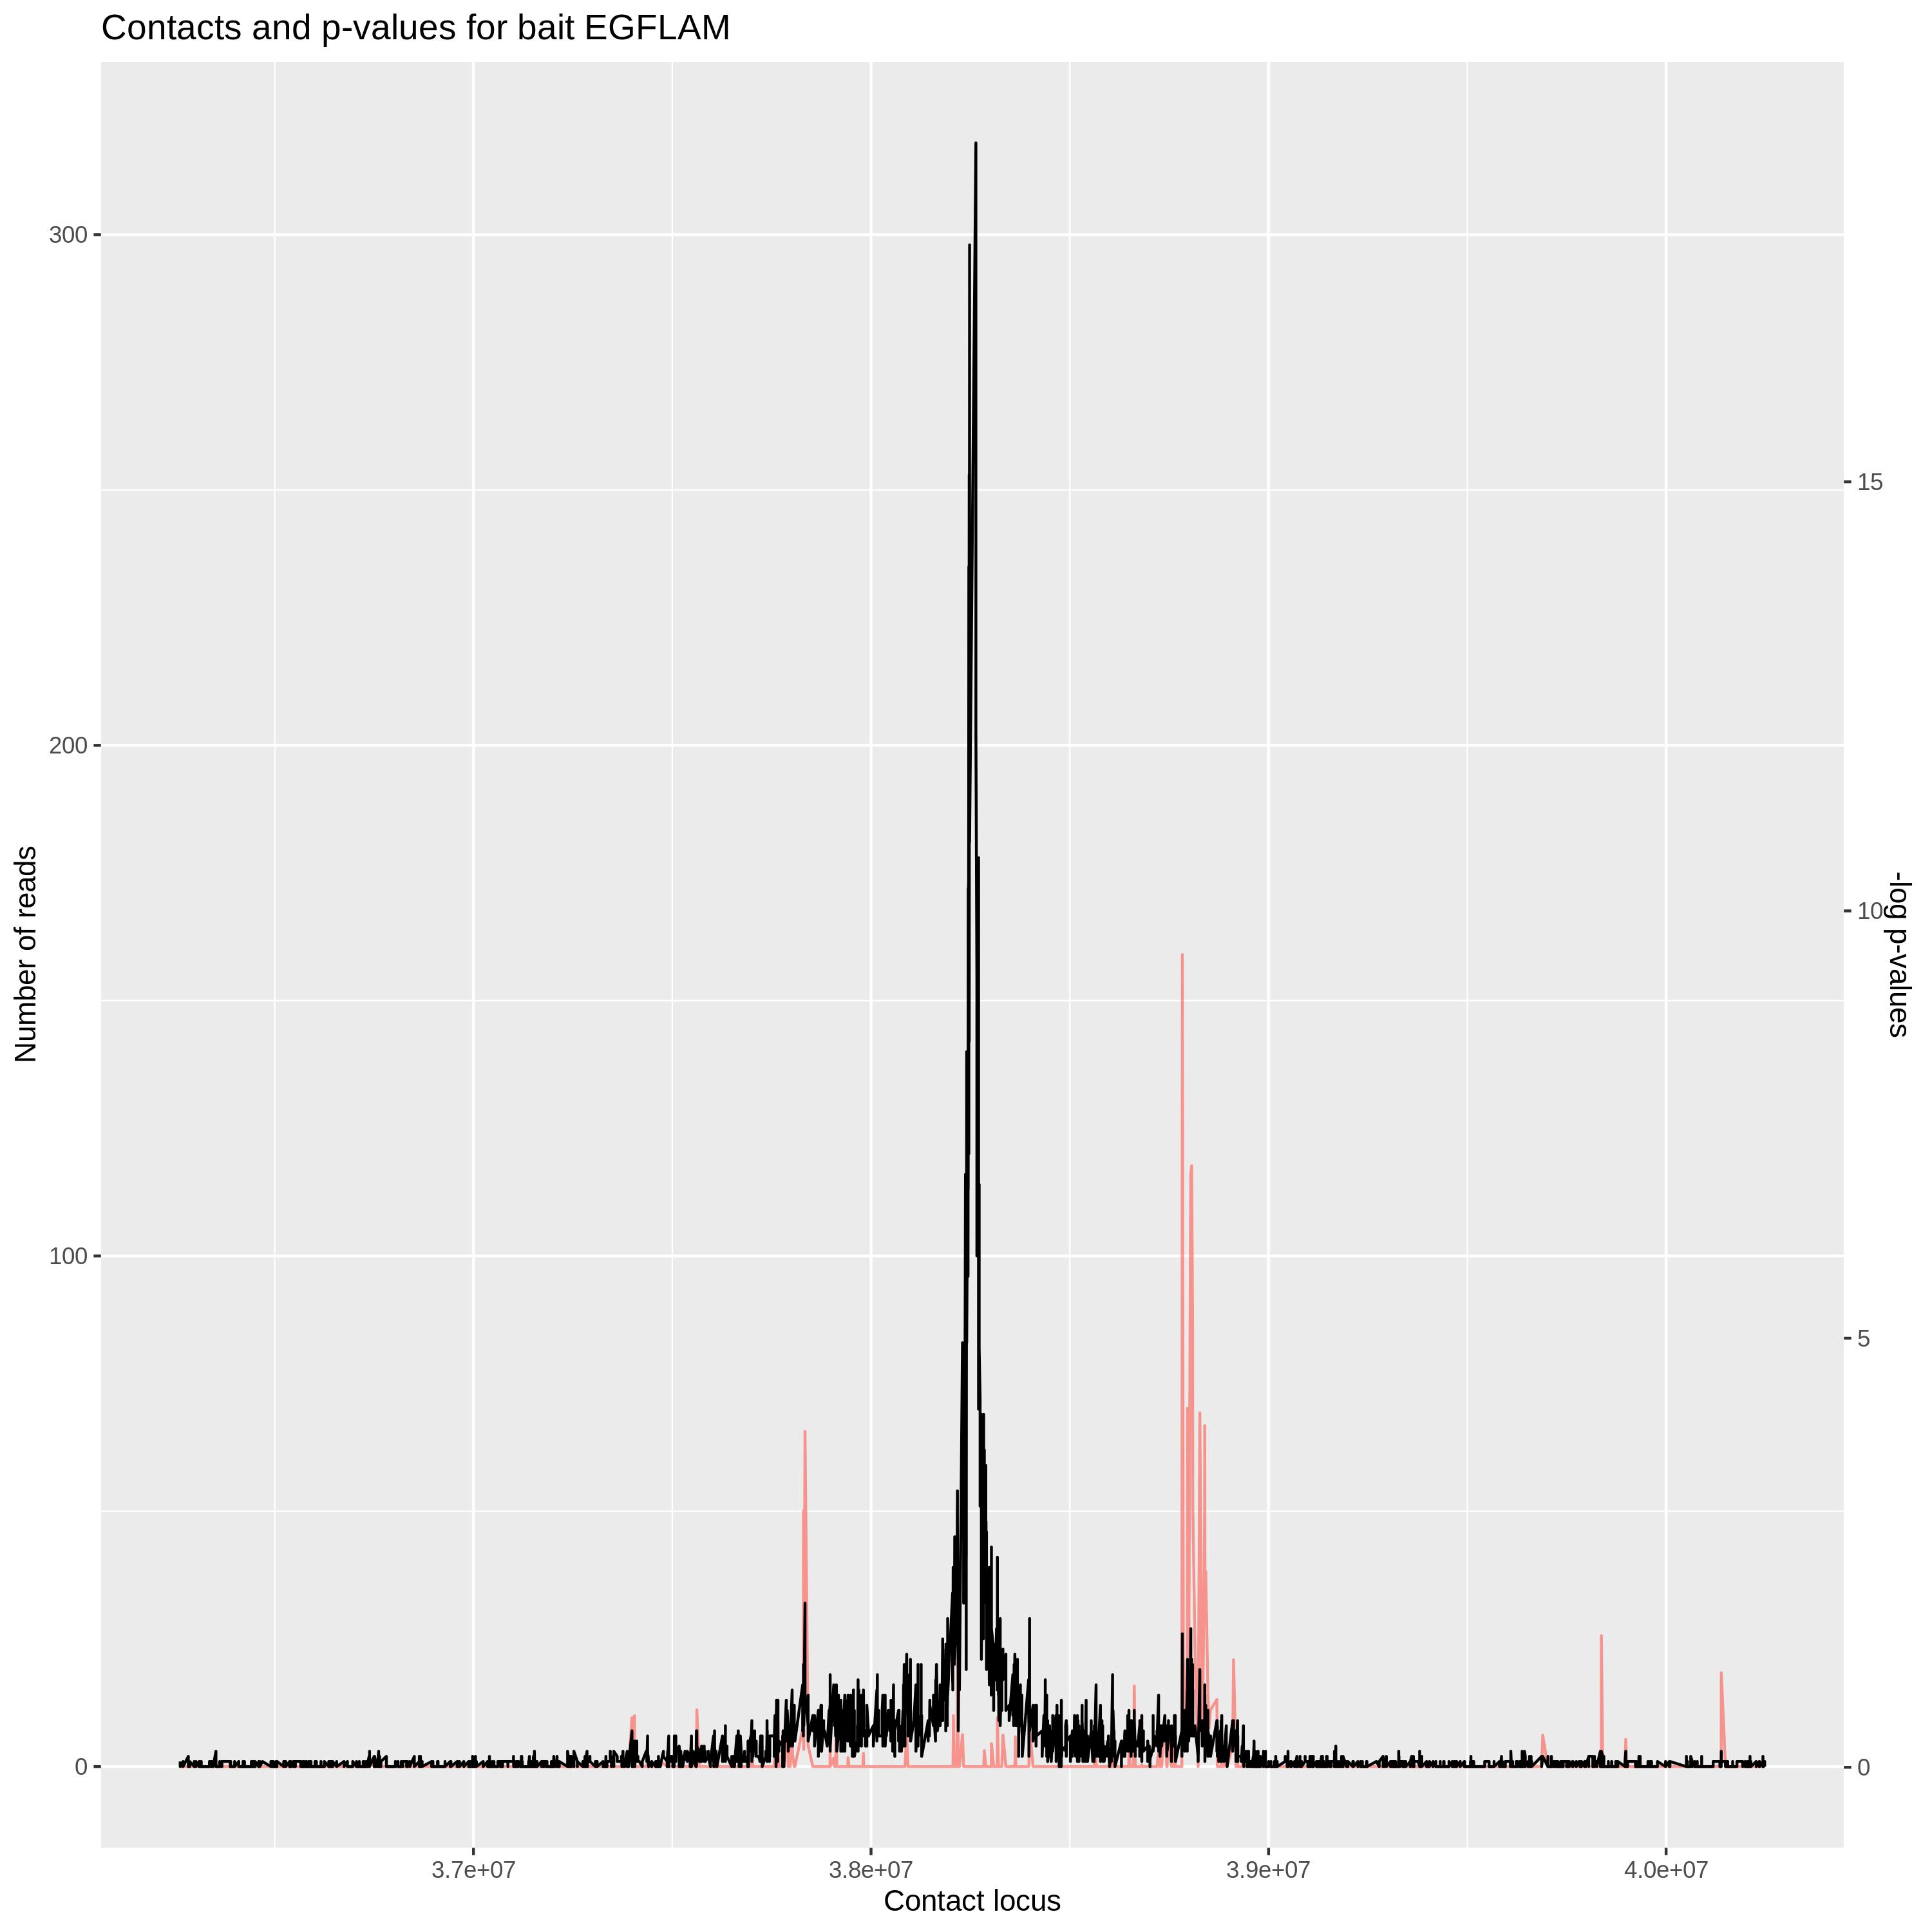 Contacts and p-values for bait EGFLAM
300
200
100
0
Number of reads
15
10
5
0
-log p-values
3.7e+07
3.8e+07
3.9e+07
4.0e+07
Contact locus